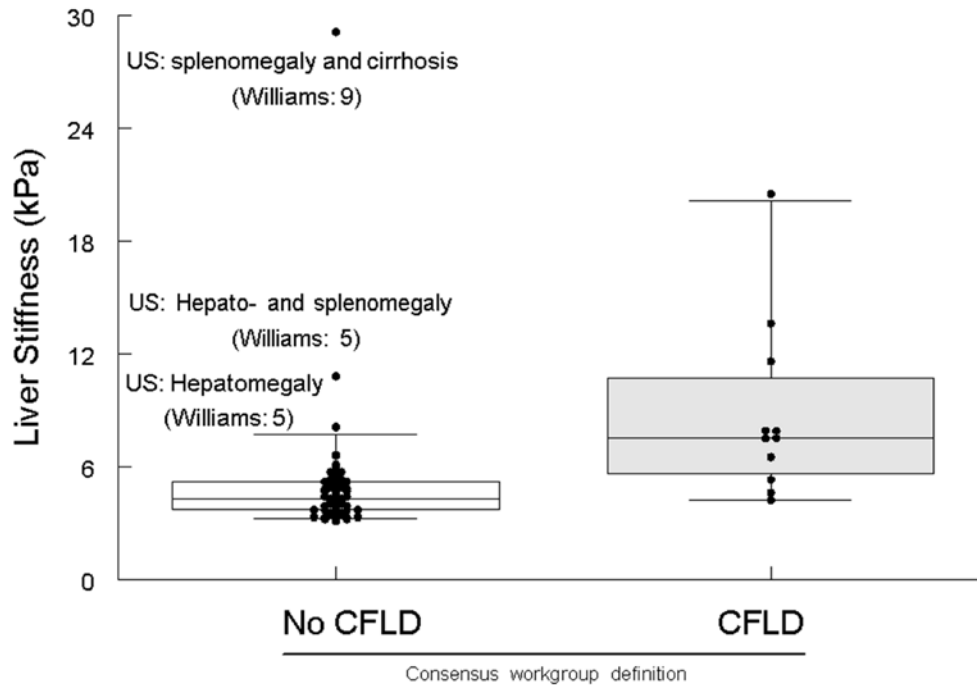 30
US: splenomegaly and cirrhosis
(Williams: 9)
24
Liver Stiffness (kPa)
18
US: Hepato- and splenomegaly
(Williams: 5)
12
US: Hepatomegaly
(Williams: 5)
6
0
No CFLD
CFLD
Consensus workgroup definition